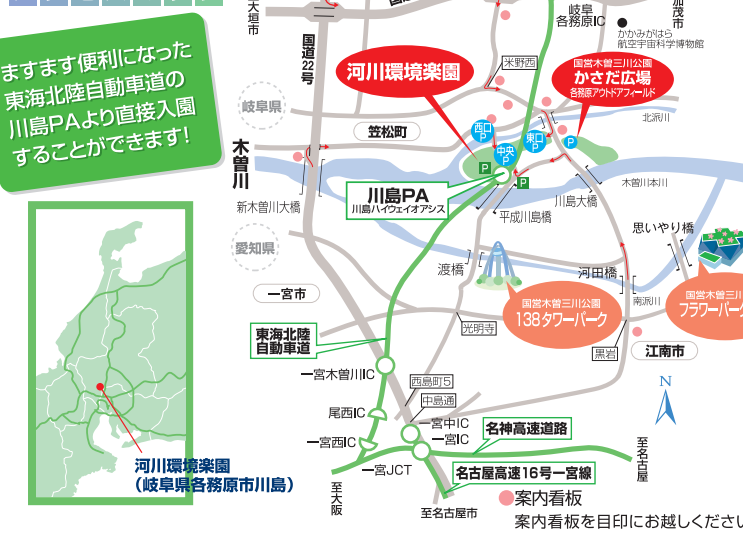 ますます便利になった
東海北陸自動車道の
川島PAより直接入園
することができます!
至大垣市
国道22号
岐阜
各務原IC
かかみがはら
航空宇宙科学博物館
加茂市
米野西
河川環境楽園
国営木曽三川公園
かさだ広場
各務原アウトドアフィールド
岐阜県
笠松町
北派川
西口
P
東口
P
中央
P
P
P
木曽川
新木曽川大橋
川島PA
川島ハイウェイオアシス
平成川島橋
川島大橋
木曽川本川
思いやり橋
愛知県
渡橋
河田橋
南派川
国営木曽三川公園
138タワーパーク
国営木曽三川
フラワーパーク
一宮市
光明寺
黒岩
江南市
東海北陸
自動車道
N
一宮木曽川IC
西島町5
中島通
尾西IC
一宮中IC
一宮西IC
一宮IC
名神高速道路
至名古屋
一宮JCT
名古屋高速16号一宮線
河川環境楽園
(岐阜県各務原市川島)
至大阪
至名古屋市
案内看板
案内看板を目印にお越しくださ